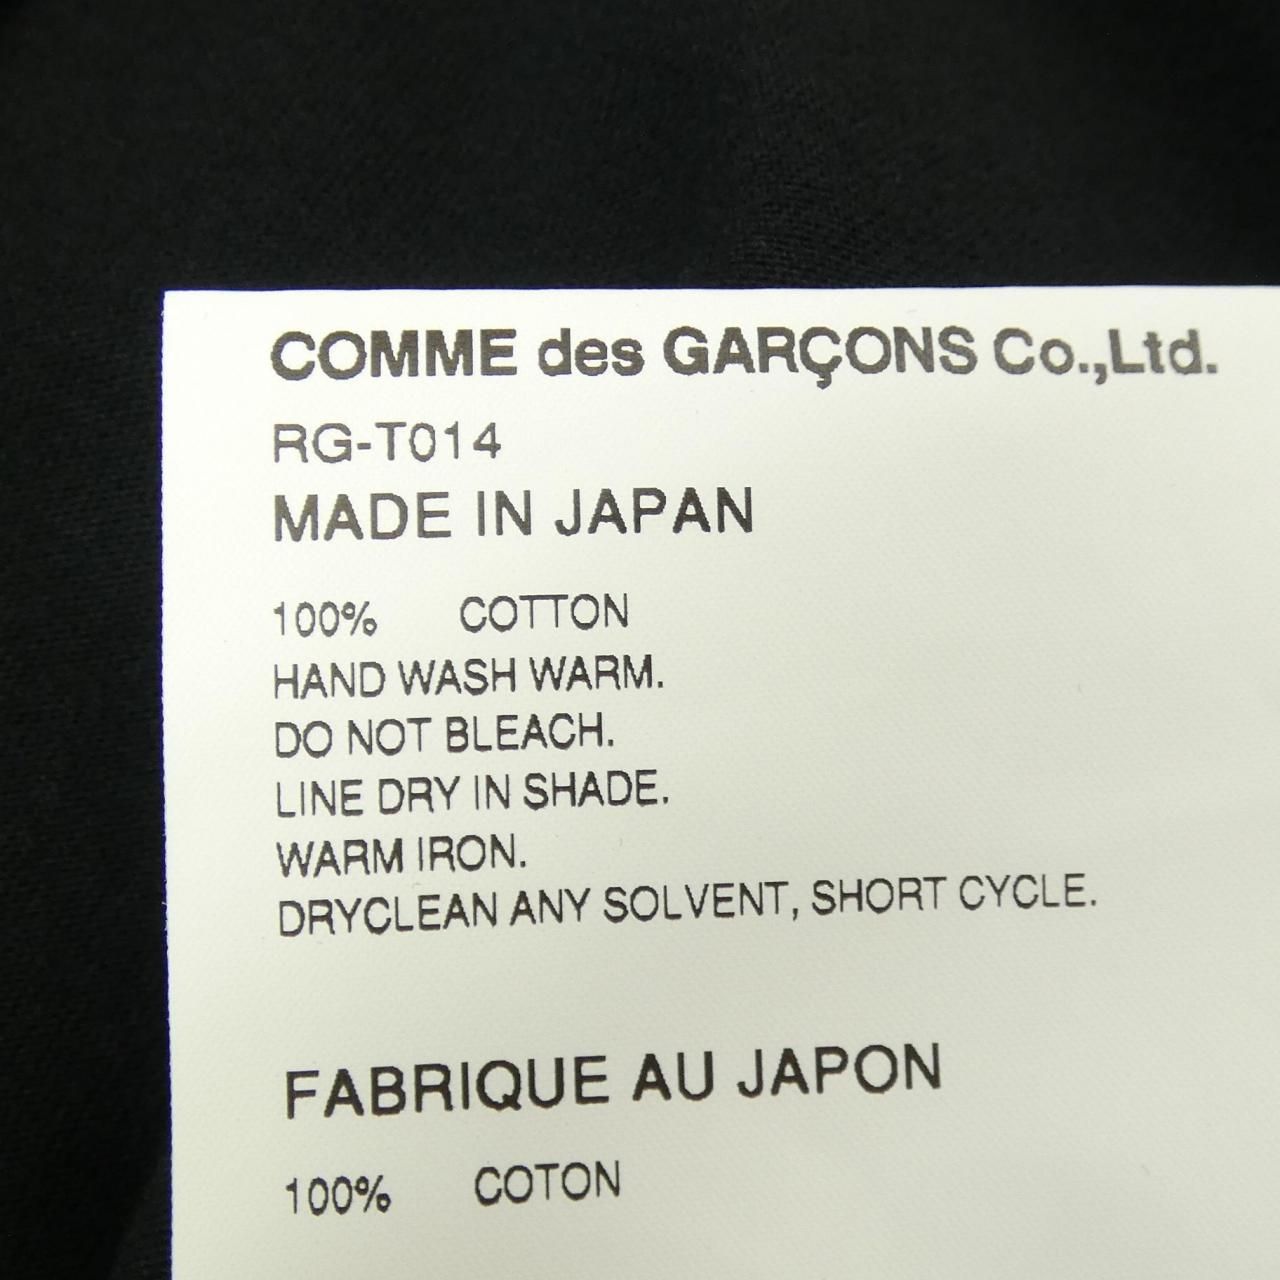 COMME des GARÇONS Co.,Ltd.
RG-T014
MADE IN JAPAN
100% COTTON
HAND WASH WARM.
DO NOT BLEACH.
LINE DRY IN SHADE.
WARM IRON.
DRYCLEAN ANY SOLVENT, SHORT CYCLE.
FABRIQUE AU JAPON
100% COTON